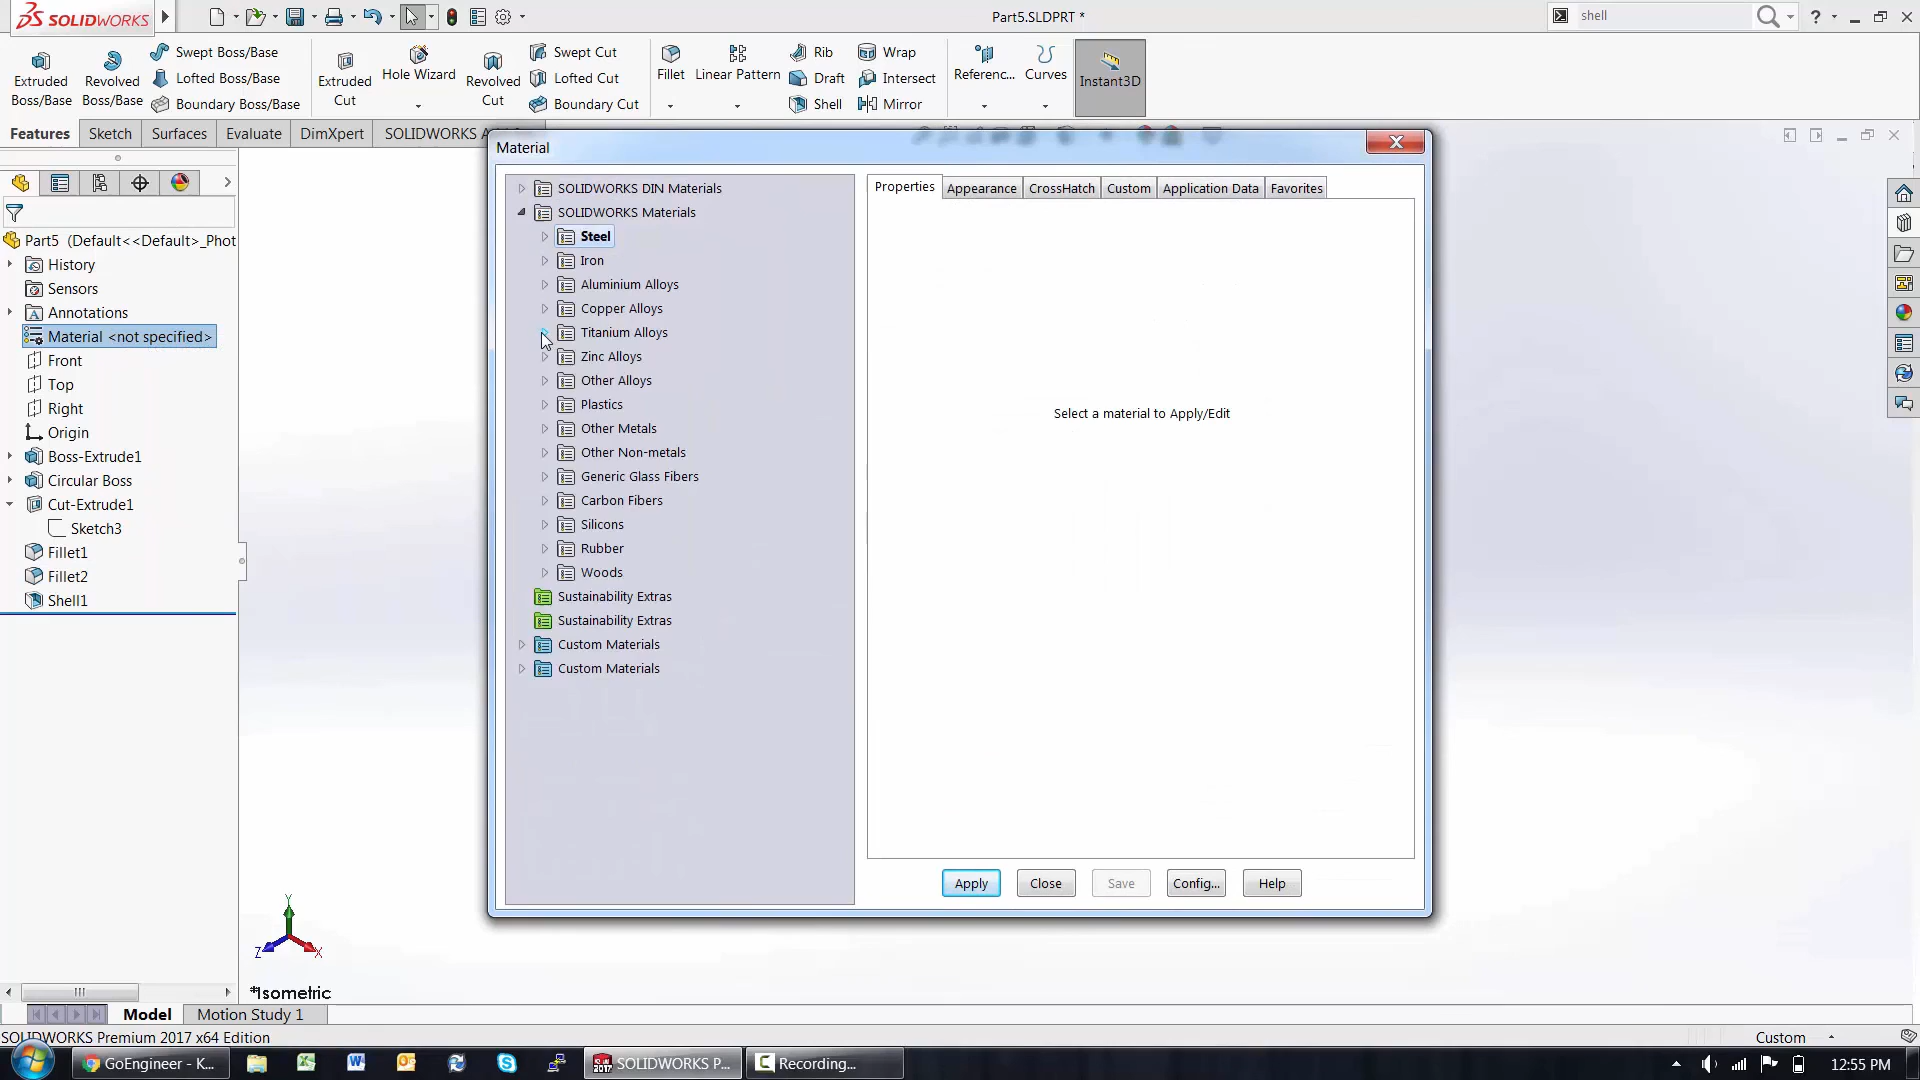 SOLIDWORKS
Part5.SLDPRT *
shell
Extruded Boss/Base
Revolved Boss/Base
Swept Boss/Base
Lofted Boss/Base
Boundary Boss/Base
Extruded Cut
Hole Wizard
Revolved Cut
Swept Cut
Lofted Cut
Boundary Cut
Fillet
Linear Pattern
Rib
Draft
Shell
Wrap
Intersect
Mirror
Referenc...
Curves
Instant3D
Features
Sketch
Surfaces
Evaluate
DimXpert
SOLIDWORKS
Part5 (Default<<Default>_Phot
History
Sensors
Annotations
Material <not specified>
Front
Top
Right
Origin
Boss-Extrude1
Circular Boss
Cut-Extrude1
Sketch3
Fillet1
Fillet2
Shell1
Material
SOLIDWORKS DIN Materials
SOLIDWORKS Materials
Steel
Iron
Aluminium Alloys
Copper Alloys
Titanium Alloys
Zinc Alloys
Other Alloys
Plastics
Other Metals
Other Non-metals
Generic Glass Fibers
Carbon Fibers
Silicons
Rubber
Woods
Sustainability Extras
Sustainability Extras
Custom Materials
Custom Materials
Properties
Appearance
CrossHatch
Custom
Application Data
Favorites
Select a material to Apply/Edit
Apply
Close
Save
Config...
Help
Y
Z
X
*Isometric
Model
Motion Study 1
SOLIDWORKS Premium 2017 x64 Edition
Custom
GoEngineer - K...
SOLIDWORKS P...
Recording...
12:55 PM